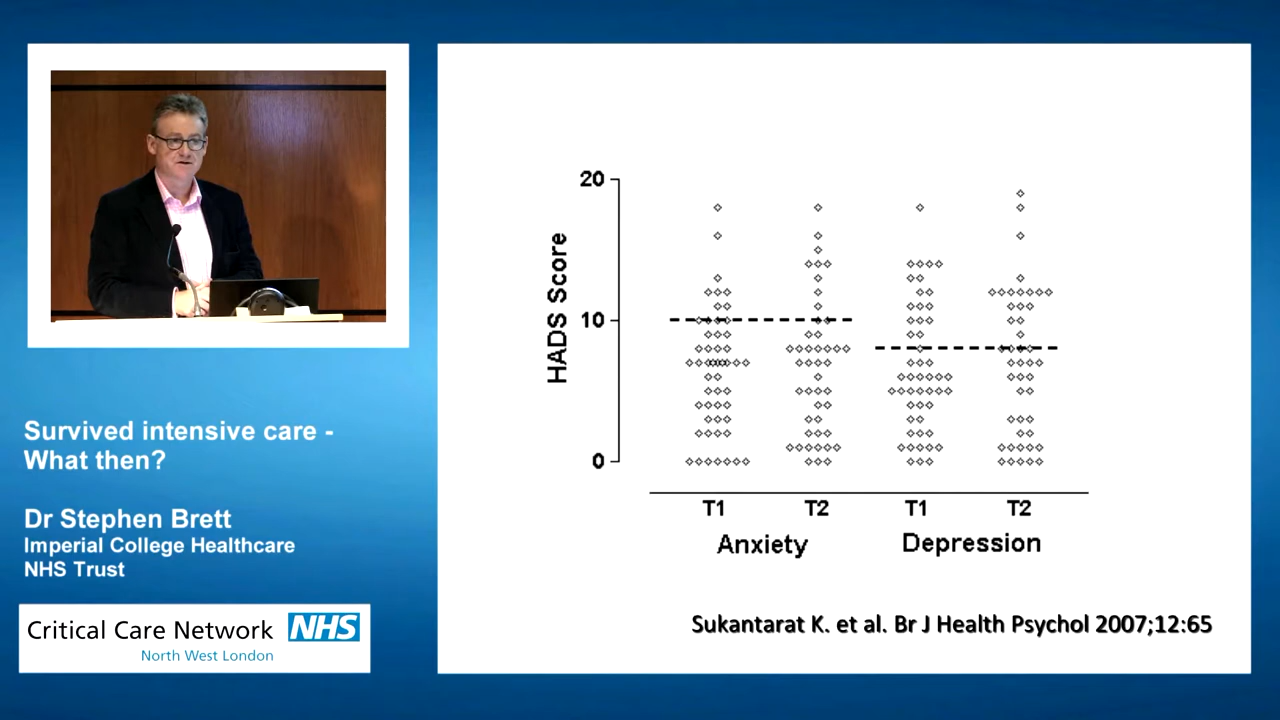 Survived intensive care -
What then?
Dr Stephen Brett
Imperial College Healthcare
NHS Trust
Critical Care Network NHS
North West London
20
10
0
HADS Score
T1 T2 T1 T2
Anxiety Depression
Sukantarat K. et al. Br J Health Psychol 2007;12:65